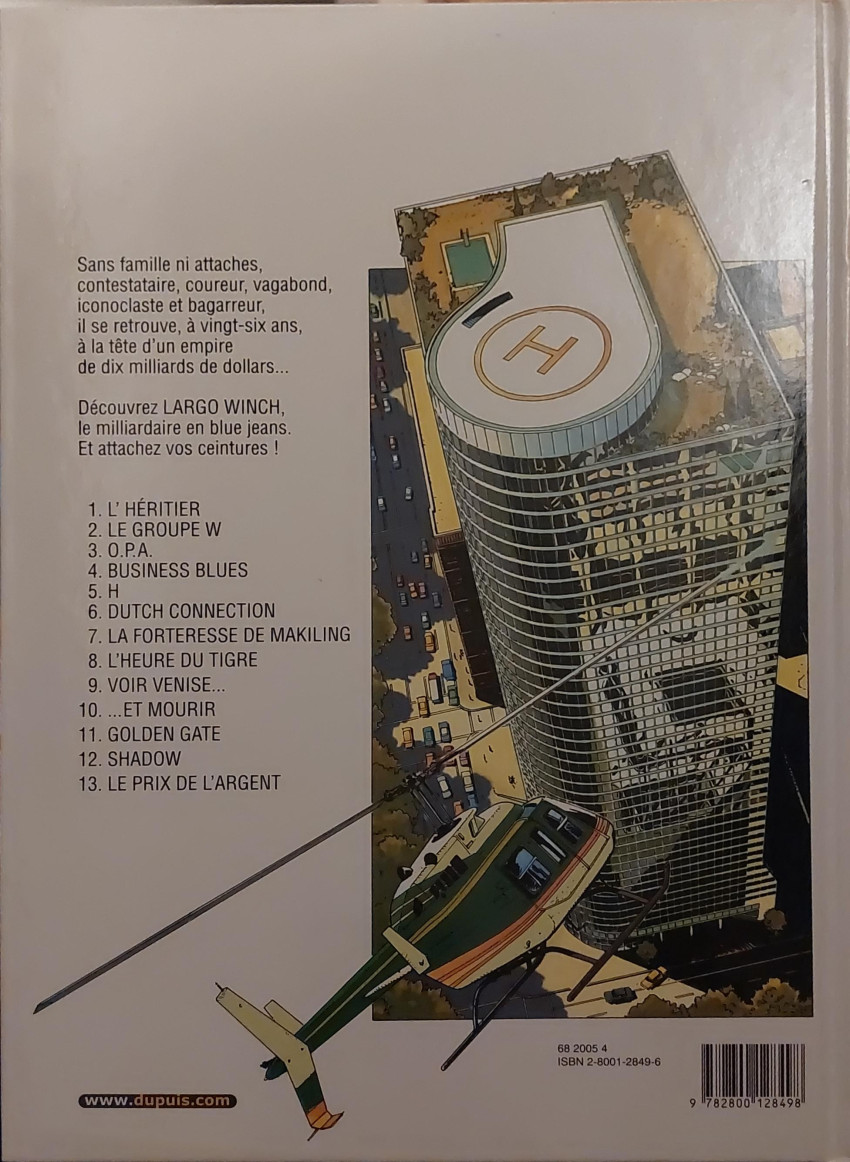 Sans famille ni attaches,
contestataire, coureur, vagabond,
iconoclaste et bagarreur,
il se retrouve, à vingt-six ans,
à la tête d'un empire
de dix milliards de dollars...
Découvrez LARGO WINCH,
le milliardaire en blue jeans.
Et attachez vos ceintures !
1. L' HÉRITIER
2. LE GROUPE W
3. O.P.A.
4. BUSINESS BLUES
5. H
6. DUTCH CONNECTION
7. LA FORTERESSE DE MAKILING
8. L'HEURE DU TIGRE
9. VOIR VENISE...
10. ...ET MOURIR
11. GOLDEN GATE
12. SHADOW
13. LE PRIX DE L'ARGENT
H
68 2005 4
ISBN 2-8001-2849-6
9 782800 128498
www.dupuis.com